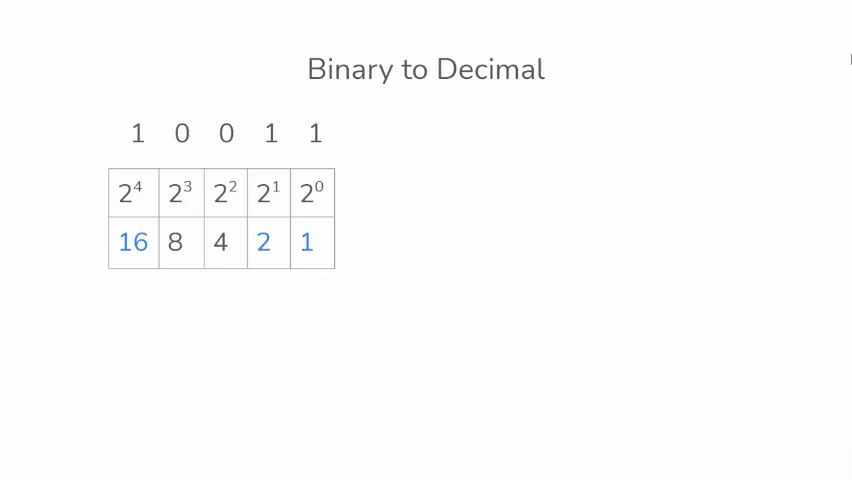 Binary to Decimal
1 0 0 1 1
2⁴ 2³ 2² 2¹ 2⁰
16 8 4 2 1